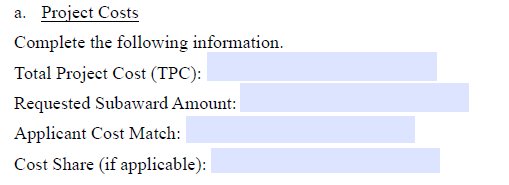 a. Project Costs
Complete the following information.
Total Project Cost (TPC):
Requested Subaward Amount:
Applicant Cost Match:
Cost Share (if applicable):